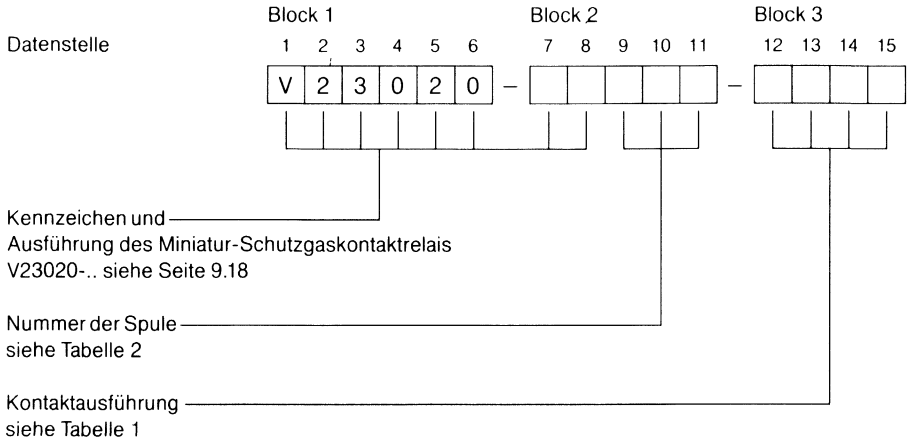 Block 1 Block 2 Block 3
Datenstelle 1 2 3 4 5 6 7 8 9 10 11 12 13 14 15
V 2 3 0 2 0 – –
Kennzeichen und
Ausführung des Miniatur-Schutzgaskontaktrelais
V23020-.. siehe Seite 9.18
Nummer der Spule
siehe Tabelle 2
Kontaktausführung
siehe Tabelle 1